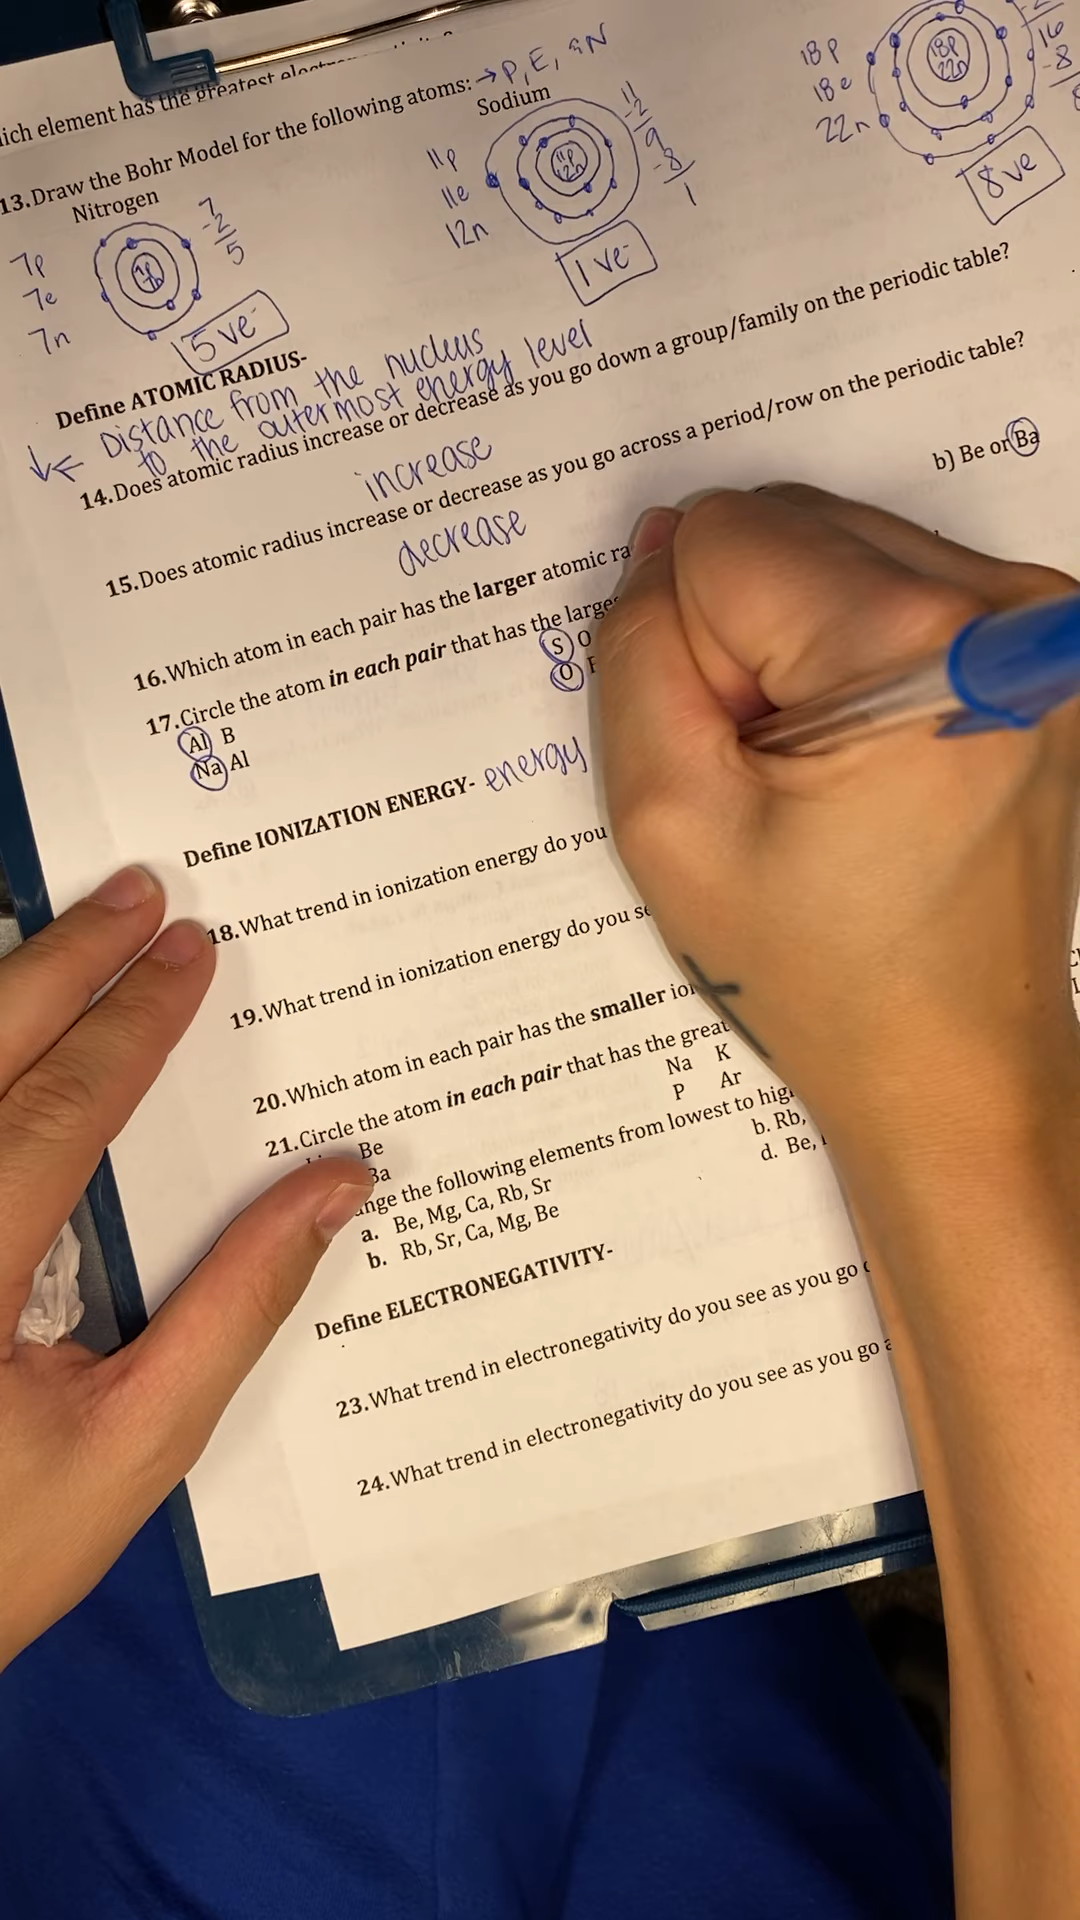 ich element has the greatest
13.Draw the Bohr Model for the following atoms: → P, E, &N
Nitrogen
Sodium
7p
7e
7n
7
-2
5
5 ve-
11p
11e
12n
11p
12n
11
-2
9
-8
1
1 ve-
18p
18e
22n
18p
22n
16
-8
8ve
Define ATOMIC RADIUS-
Distance from the nucleus
to the outermost energy level
14.Does atomic radius increase or decrease as you go down a group/family on the periodic table?
increase
15.Does atomic radius increase or decrease as you go across a period/row on the periodic table?
decrease
16.Which atom in each pair has the larger atomic ra
b) Be or Ba
17.Circle the atom in each pair that has the large
Al B
S O
Na Al
O
Define IONIZATION ENERGY- energy
18.What trend in ionization energy do you
19.What trend in ionization energy do you se
20.Which atom in each pair has the smaller ion
21.Circle the atom in each pair that has the great
Be
Na K
Ba
P Ar
ange the following elements from lowest to hig
a. Be, Mg, Ca, Rb, Sr
b. Rb,
b. Rb, Sr, Ca, Mg, Be
d. Be,
Define ELECTRONEGATIVITY-
23.What trend in electronegativity do you see as you go
24.What trend in electronegativity do you see as you go a